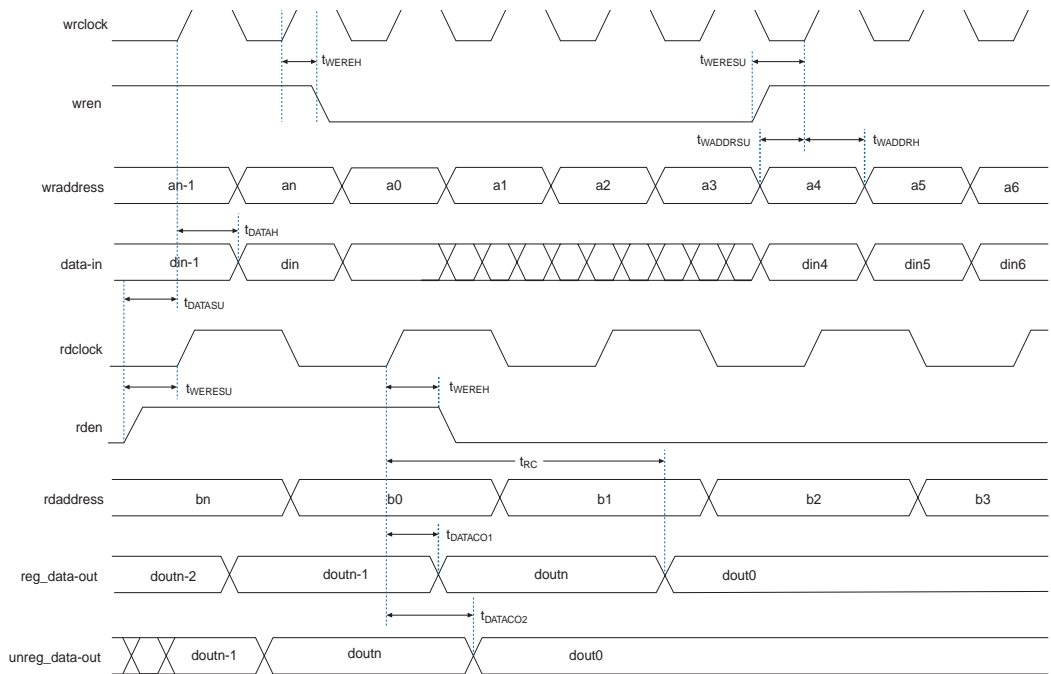 wrclock
tWEREH tWERESU
wren
tWADDRSU tWADDRH
wraddress an-1 an a0 a1 a2 a3 a4 a5 a6
tDATAH
data-in din-1 din din4 din5 din6
tDATASU
rdclock
tWERESU tWEREH
rden
tRC
rdaddress bn b0 b1 b2 b3
tDATACO1
reg_data-out doutn-2 doutn-1 doutn dout0
tDATACO2
unreg_data-out doutn-1 doutn dout0